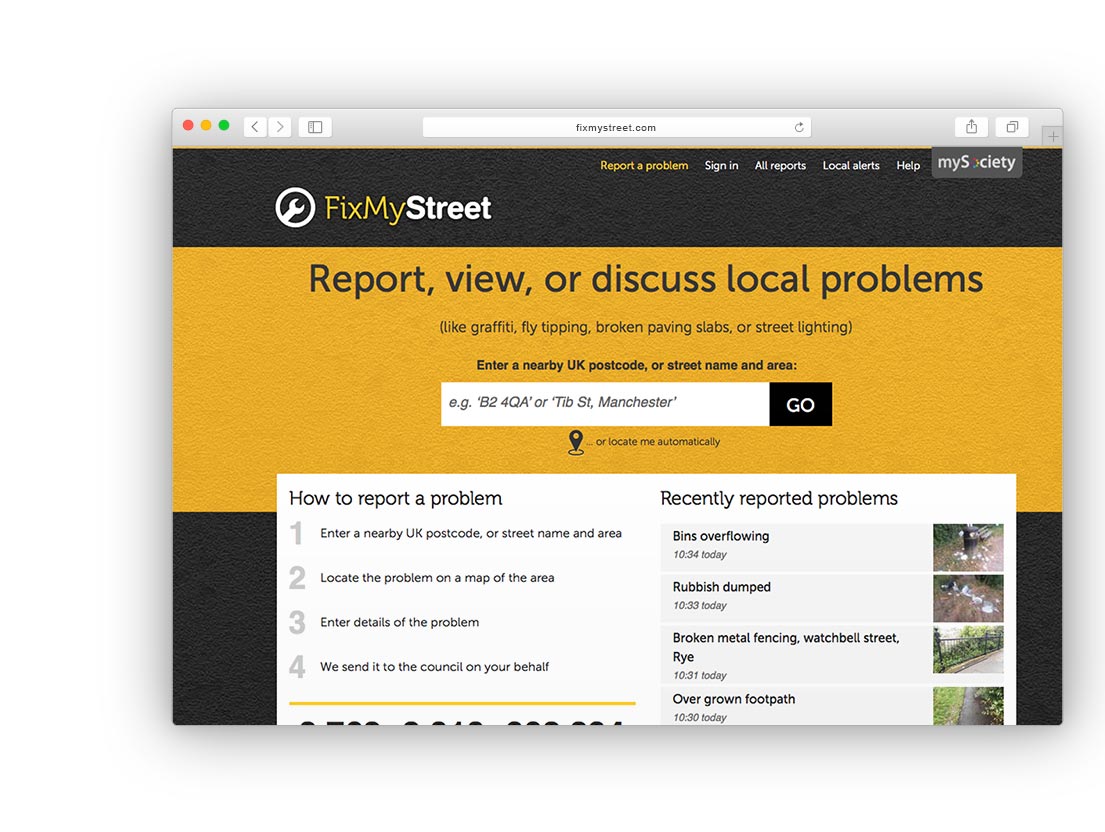 fixmystreet.com
Report a problem Sign in All reports Local alerts Help mySociety
FixMyStreet
Report, view, or discuss local problems
(like graffiti, fly tipping, broken paving slabs, or street lighting)
Enter a nearby UK postcode, or street name and area:
e.g. ‘B2 4QA’ or ‘Tib St, Manchester’ GO
... or locate me automatically
How to report a problem
1 Enter a nearby UK postcode, or street name and area
2 Locate the problem on a map of the area
3 Enter details of the problem
4 We send it to the council on your behalf
Recently reported problems
Bins overflowing
10:34 today
Rubbish dumped
10:33 today
Broken metal fencing, watchbell street,
Rye
10:31 today
Over grown footpath
10:30 today